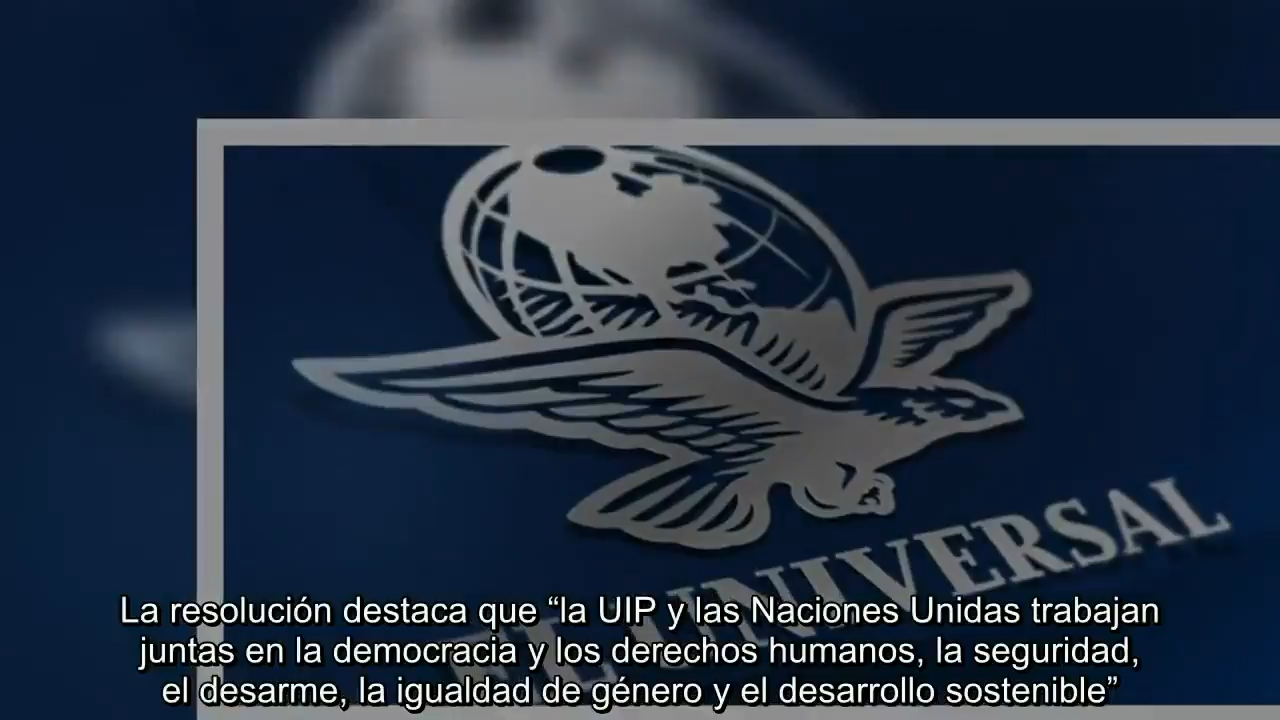 EL UNIVERSAL
La resolución destaca que “la UIP y las Naciones Unidas trabajan
juntas en la democracia y los derechos humanos, la seguridad,
el desarme, la igualdad de género y el desarrollo sostenible”